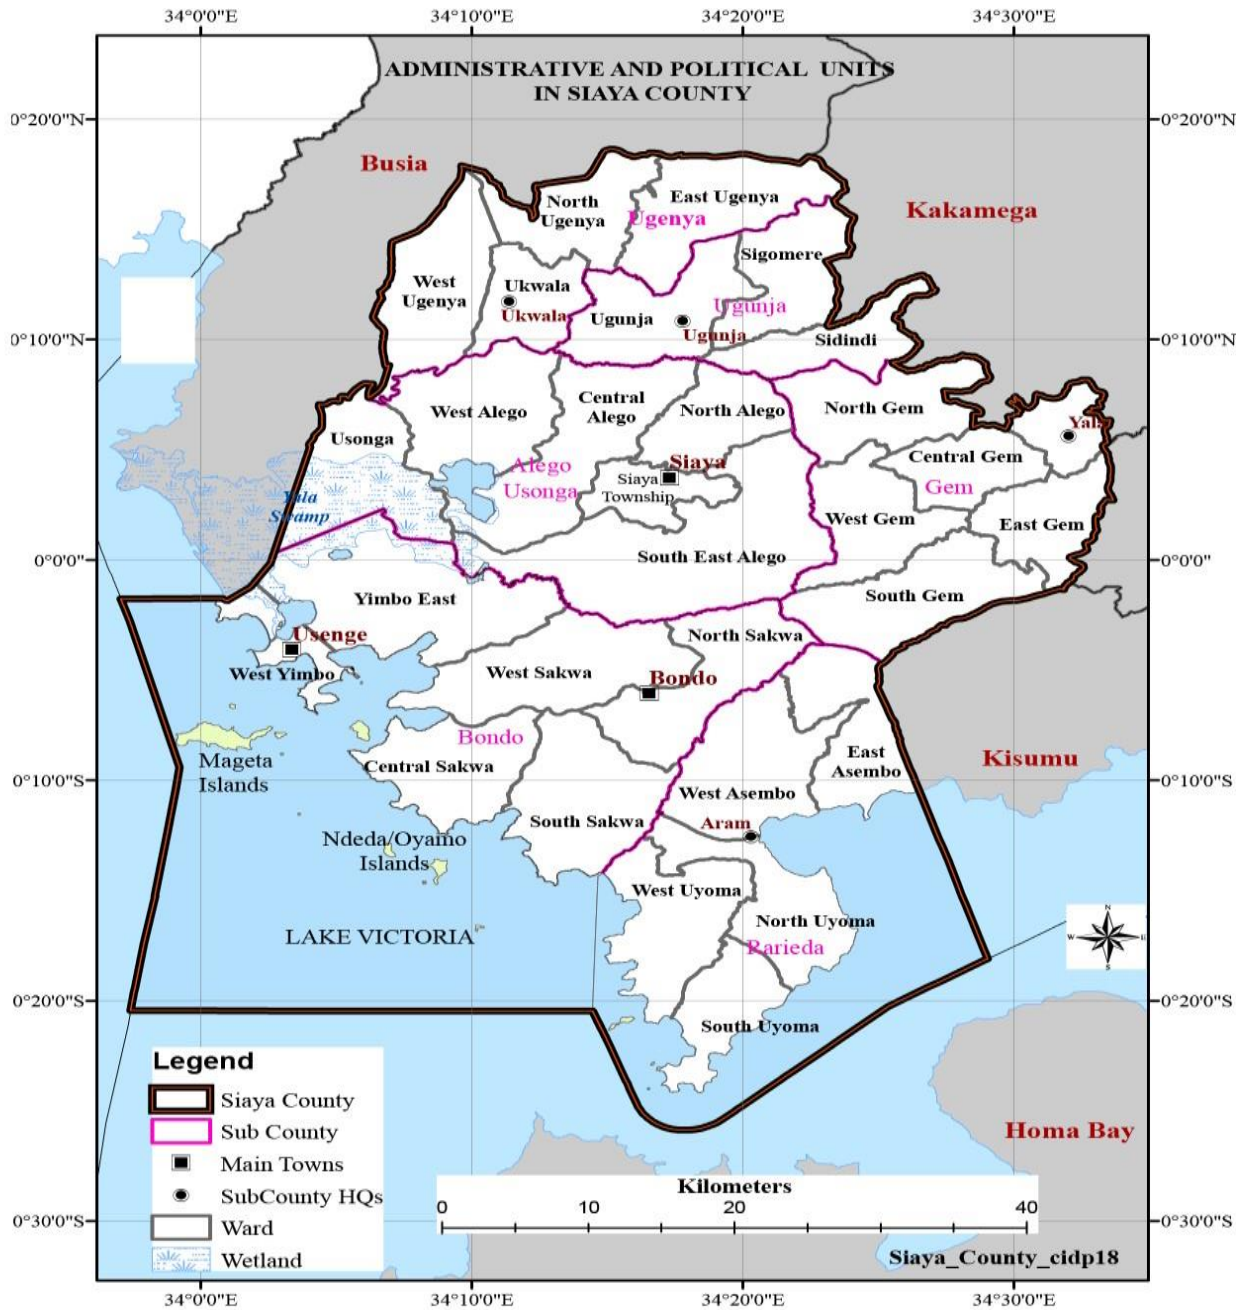 34°0'0"E
34°10'0"E
34°20'0"E
34°30'0"E
ADMINISTRATIVE AND POLITICAL UNITS
IN SIAYA COUNTY
0°20'0"N
0°20'0"N
Busia
Kakamega
North
Ugenya
East Ugenya
Ugenya
Sigomere
West
Ugenya
Ukwala
Ukwala
Ugunja
Ugunja
Ugunja
0°10'0"N
0°10'0"N
Sidindi
West Alego
Central
Alego
North Alego
North Gem
Yala
Usonga
Central Gem
Alego
Usonga
Siaya
Siaya
Township
Gem
Yala
Swamp
West Gem
East Gem
South East Alego
0°0'0"
0°0'0"
Yimbo East
South Gem
Usenge
North Sakwa
West Yimbo
West Sakwa
Bondo
Bondo
Mageta
Islands
Central Sakwa
East
Asembo
Kisumu
0°10'0"S
0°10'0"S
West Asembo
South Sakwa
Aram
Ndeda/Oyamo
Islands
West Uyoma
North Uyoma
LAKE VICTORIA
Rarieda
N
W
E
S
0°20'0"S
0°20'0"S
South Uyoma
Legend
Siaya County
Sub County
Main Towns
SubCounty HQs
Ward
Wetland
Homa Bay
Kilometers
0
10
20
40
0°30'0"S
0°30'0"S
Siaya_County_cidp18
34°0'0"E
34°10'0"E
34°20'0"E
34°30'0"E